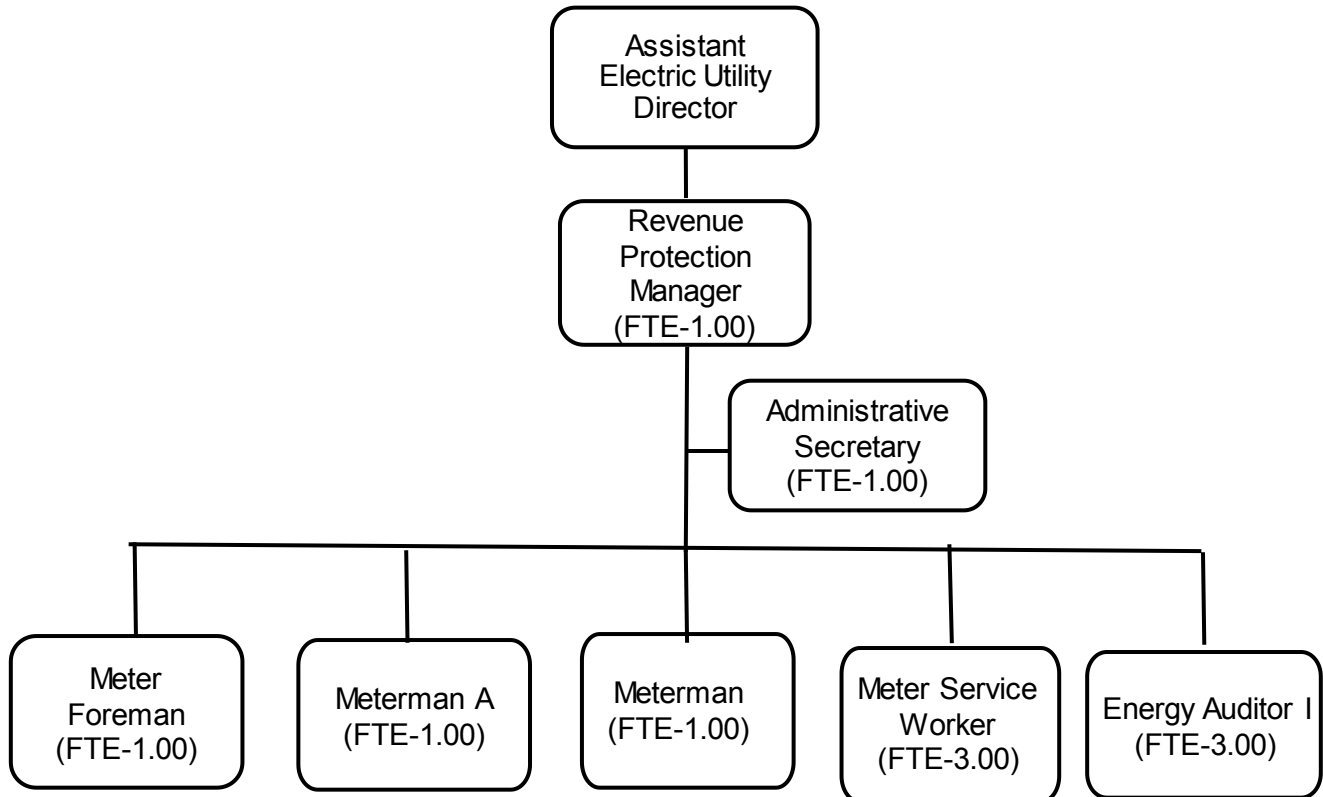 Assistant
Electric Utility
Director
Revenue
Protection
Manager
(FTE-1.00)
Administrative
Secretary
(FTE-1.00)
Meter
Foreman
(FTE-1.00)
Meterman A
(FTE-1.00)
Meterman
(FTE-1.00)
Meter Service
Worker
(FTE-3.00)
Energy Auditor I
(FTE-3.00)